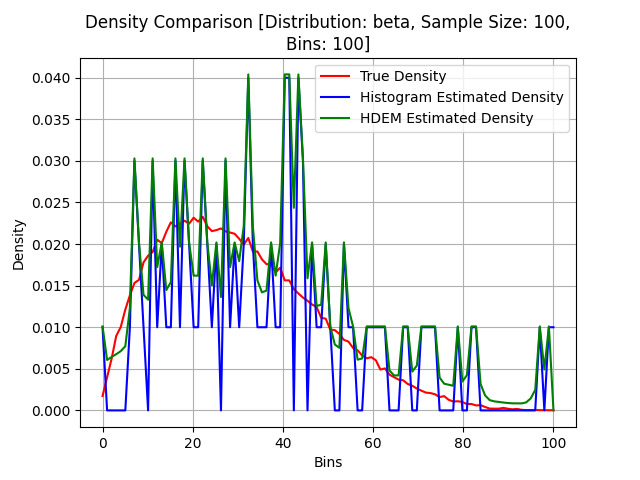 Density Comparison [Distribution: beta, Sample Size: 100,
Bins: 100]
True Density
Histogram Estimated Density
HDEM Estimated Density
Density
0.040
0.035
0.030
0.025
0.020
0.015
0.010
0.005
0.000
0 20 40 60 80 100
Bins